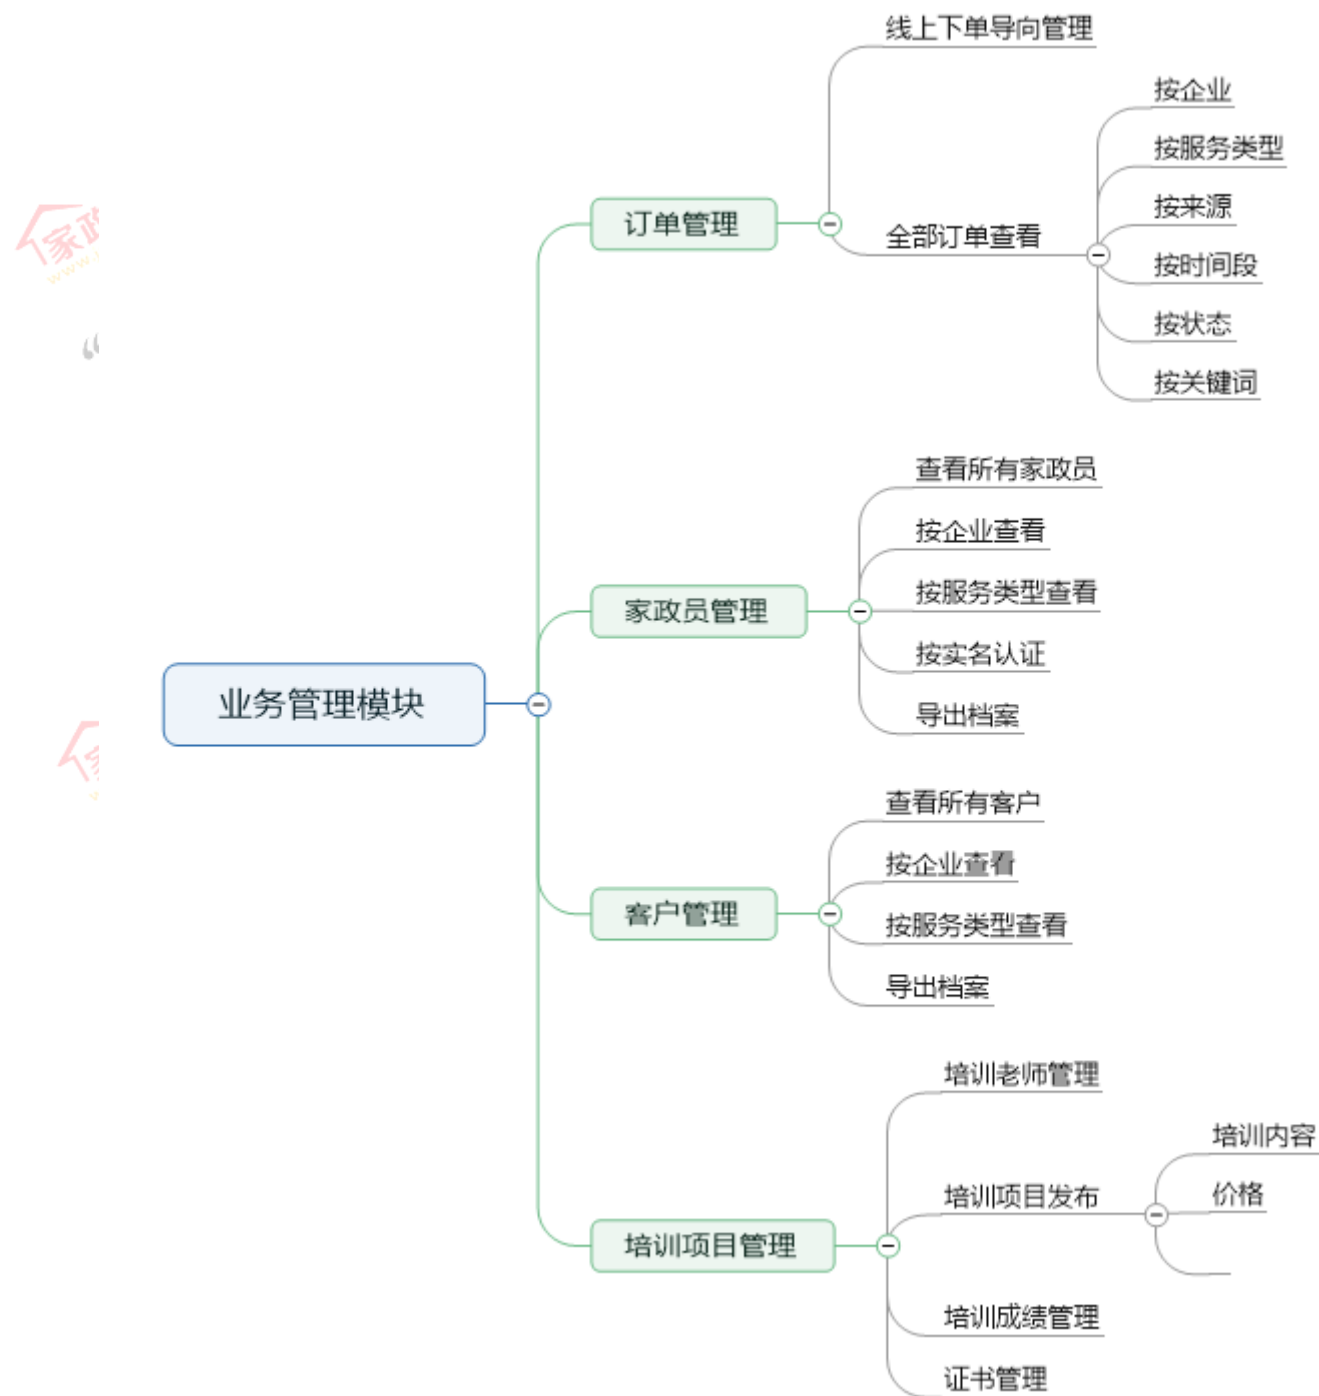 线上下单导向管理
按企业
按服务类型
按来源
订单管理
全部订单查看
按时间段
按状态
按关键词
查看所有家政员
按企业查看
按服务类型查看
家政员管理
按实名认证
导出档案
业务管理模块
查看所有客户
按企业查看
客户管理
按服务类型查看
导出档案
培训老师管理
培训内容
培训项目发布
价格
培训项目管理
培训成绩管理
证书管理
家政
“